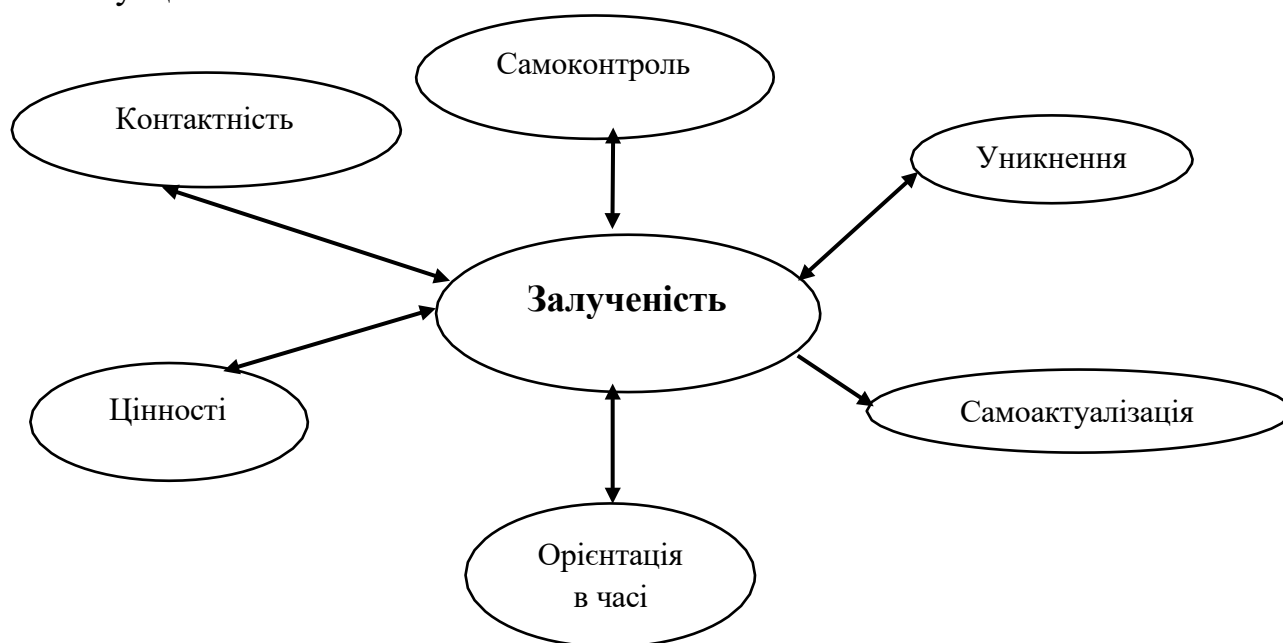 Самоконтроль
Контактність
Уникнення
Залученість
Цінності
Самоактуалізація
Орієнтація
в часі